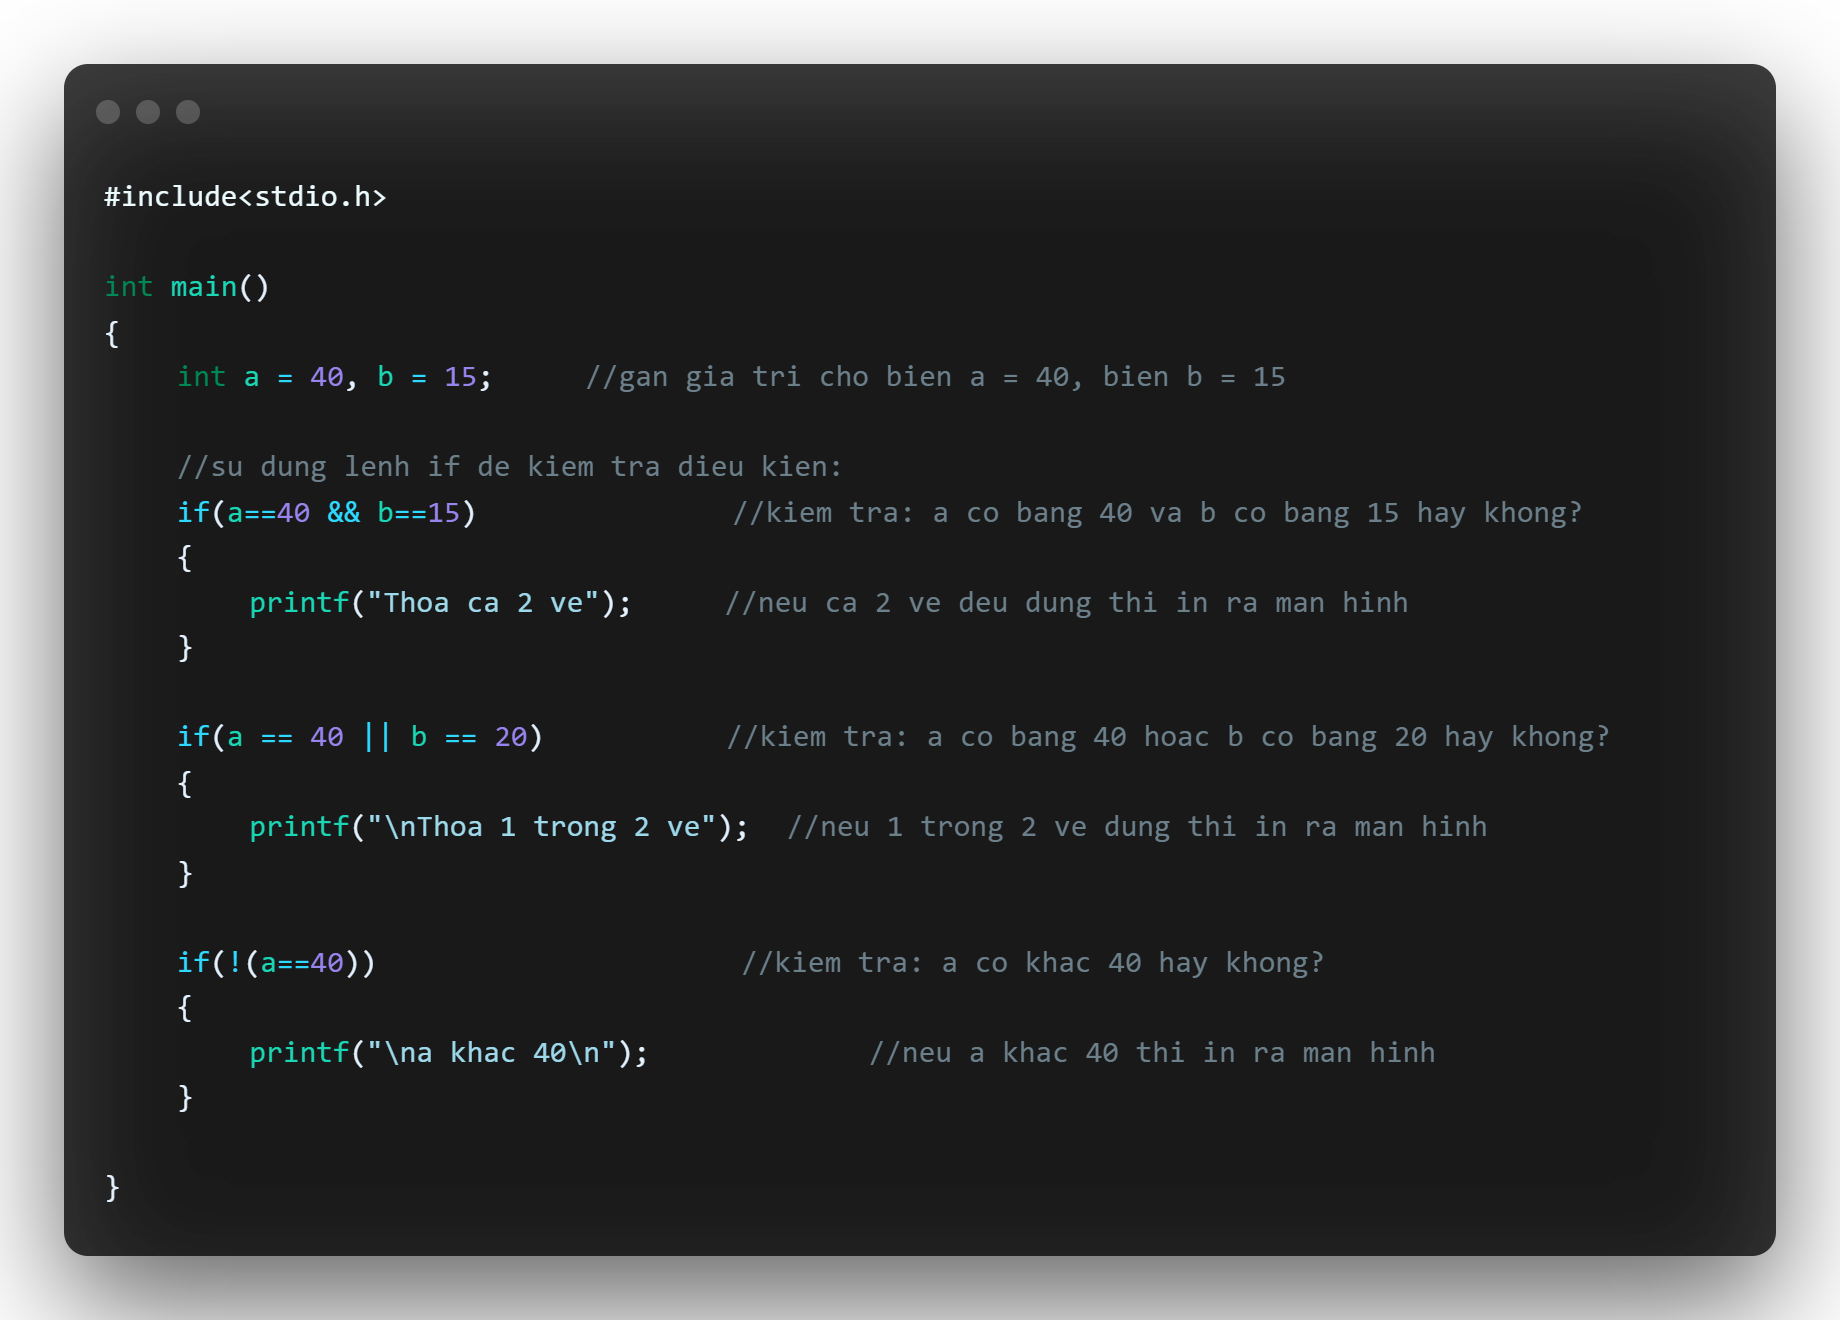 #include<stdio.h>
int main()
{
int a = 40, b = 15; //gan gia tri cho bien a = 40, bien b = 15
//su dung lenh if de kiem tra dieu kien:
if(a==40 && b==15) //kiem tra: a co bang 40 va b co bang 15 hay khong?
{
printf("Thoa ca 2 ve"); //neu ca 2 ve deu dung thi in ra man hinh
}
if(a == 40 || b == 20) //kiem tra: a co bang 40 hoac b co bang 20 hay khong?
{
printf("\nThoa 1 trong 2 ve"); //neu 1 trong 2 ve dung thi in ra man hinh
}
if(!(a==40)) //kiem tra: a co khac 40 hay khong?
{
printf("\na khac 40\n"); //neu a khac 40 thi in ra man hinh
}
}